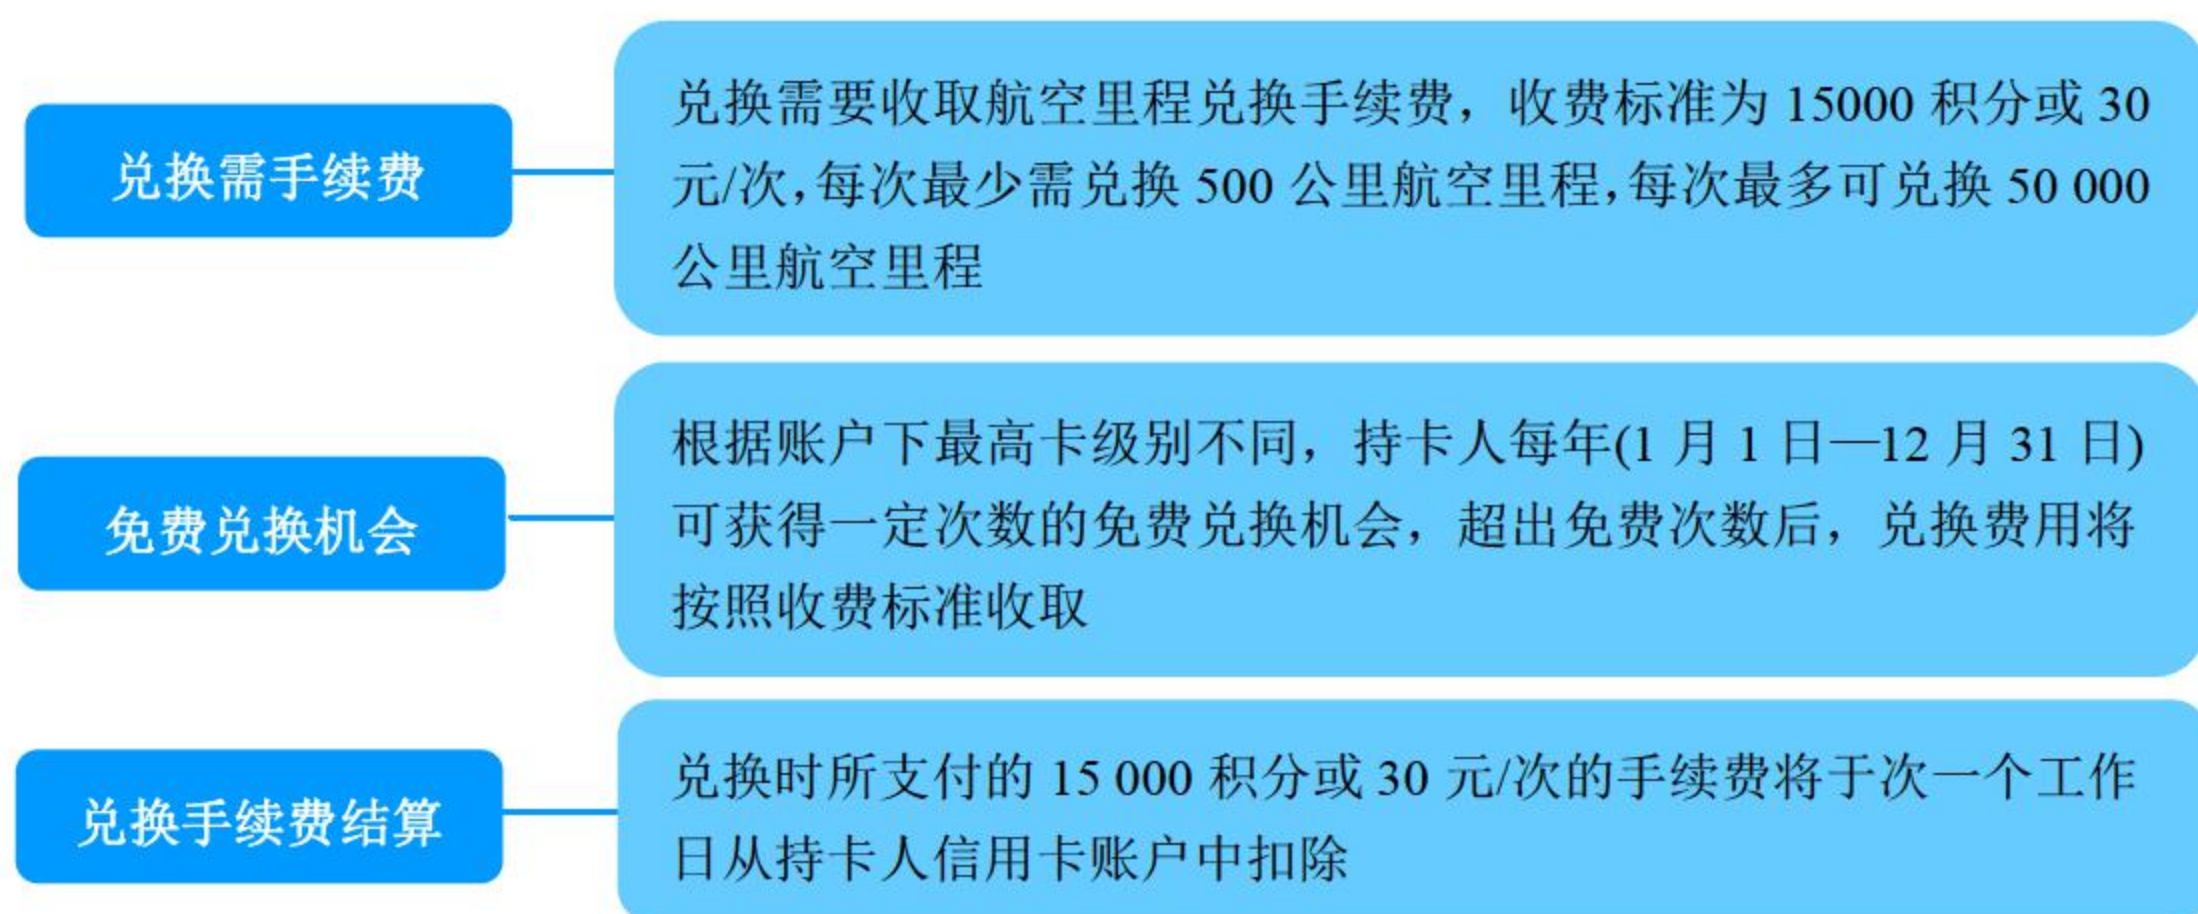 兑换需手续费
兑换需要收取航空里程兑换手续费，收费标准为 15000 积分或 30
元/次，每次最少需兑换 500 公里航空里程，每次最多可兑换 50 000
公里航空里程
免费兑换机会
根据账户下最高卡级别不同，持卡人每年(1 月 1 日—12 月 31 日)
可获得一定次数的免费兑换机会，超出免费次数后，兑换费用将
按照收费标准收取
兑换手续费结算
兑换时所支付的 15 000 积分或 30 元/次的手续费将于次一个工作
日从持卡人信用卡账户中扣除